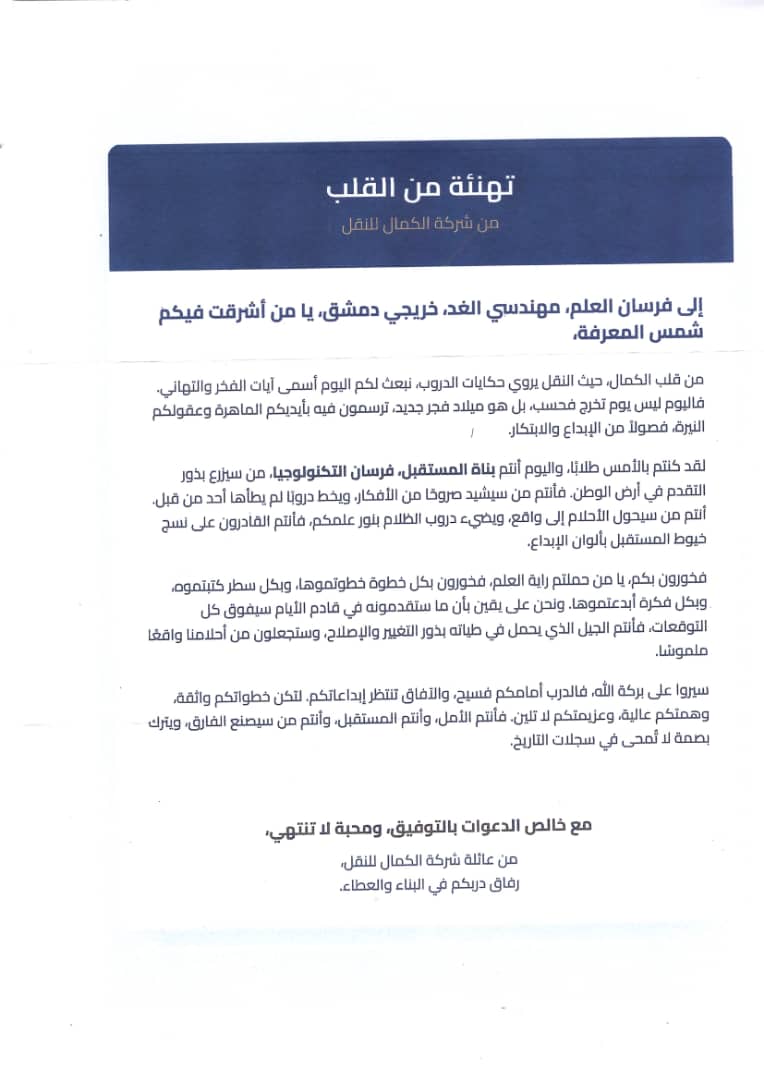 تهنئة من القلب
من شركة الكمال للنقل
إلى فرسان العلم، مهندسي الغد، خريجي دمشق، يا من أشرقت فيكم
شمس المعرفة،
من قلب الكمال، حيث النقل يروي حكايات الدروب، نبعث لكم اليوم أسمى آيات الفخر والتهاني.
فاليوم ليس يوم تخرج فحسب، بل هو ميلاد فجر جديد، ترسمون فيه بأيديكم الماهرة وعقولكم
النيرة، فصولاً من الإبداع والابتكار.
لقد كنتم بالأمس طلابًا، واليوم أنتم بناة المستقبل، فرسان التكنولوجيا، من سيزرع بذور
التقدم في أرض الوطن. فأنتم من سيشيد صروحًا من الأفكار، ويخط دروبًا لم يطأها أحد من قبل.
أنتم من سيحول الأحلام إلى واقع، ويضيء دروب الظلام بنور علمكم، فأنتم القادرون على نسج
خيوط المستقبل بألوان الإبداع.
فخورون بكم، يا من حملتم راية العلم، فخورون بكل خطوة خطوتموها، وبكل سطر كتبتموه،
وبكل فكرة أبدعتموها. ونحن على يقين بأن ما ستقدمونه في قادم الأيام سيفوق كل
التوقعات، فأنتم الجيل الذي يحمل في طياته بذور التغيير والإصلاح، وستجعلون من أحلامنا واقعًا
ملموسًا.
سيروا على بركة الله، فالدرب أمامكم فسيح، والآفاق تنتظر إبداعاتكم. لتكن خطواتكم واثقة،
وهمتكم عالية، وعزيمتكم لا تلين. فأنتم الأمل، وأنتم المستقبل، وأنتم من سيصنع الفارق، ويترك
بصمة لا تُمحى في سجلات التاريخ.
مع خالص الدعوات بالتوفيق، ومحبة لا تنتهي،
من عائلة شركة الكمال للنقل،
رفاق دربكم في البناء والعطاء.